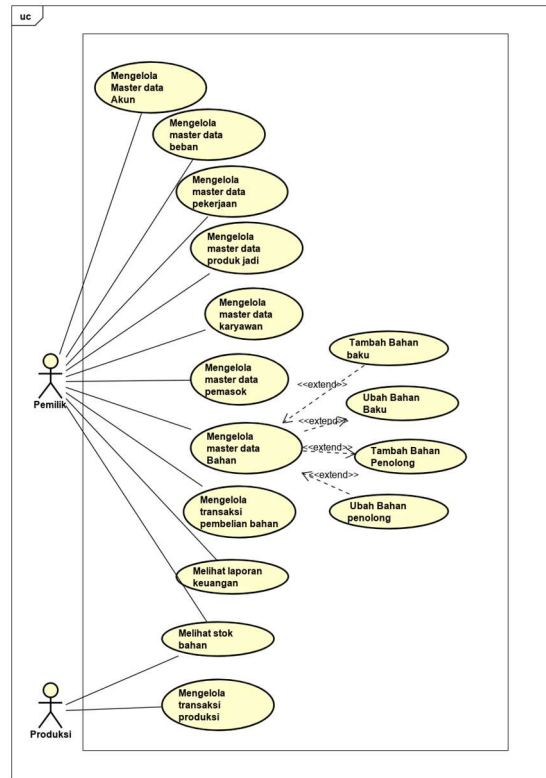 uc
Mengelola
Master data
Akun
Mengelola
master data
beban
Mengelola
master data
pekerjaan
Mengelola
master data
produk jadi
Mengelola
master data
karyawan
Mengelola
master data
pemasok
Mengelola
master data
Bahan
Mengelola
transaksi
pembelian bahan
Melihat laporan
keuangan
Melihat stok
bahan
Mengelola
transaksi
produksi
Tambah Bahan
baku
<<extend>>
Ubah Bahan
Baku
<<extend>>
Tambah Bahan
Penolong
<<extend>>
Ubah Bahan
penolong
<<extend>>
Pemilik
Produksi